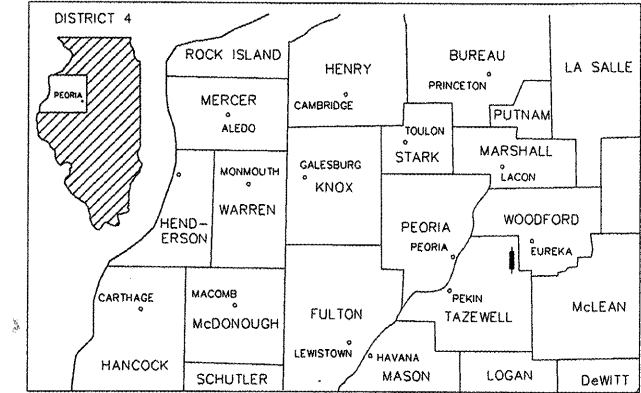 DISTRICT 4
PEORIA
ROCK ISLAND
HENRY
CAMBRIDGE
BUREAU
PRINCETON
LA SALLE
PUTNAM
MERCER
ALEDO
TOULON
STARK
MARSHALL
LACON
GALESBURG
KNOX
MONMOUTH
WARREN
HEND-
ERSON
PEORIA
PEORIA
WOODFORD
EUREKA
CARTHAGE
HANCOCK
MACOMB
McDONOUGH
FULTON
LEWISTOWN
PEKIN
TAZEWELL
McLEAN
HAVANA
MASON
LOGAN
DeWITT
SCHUTLER